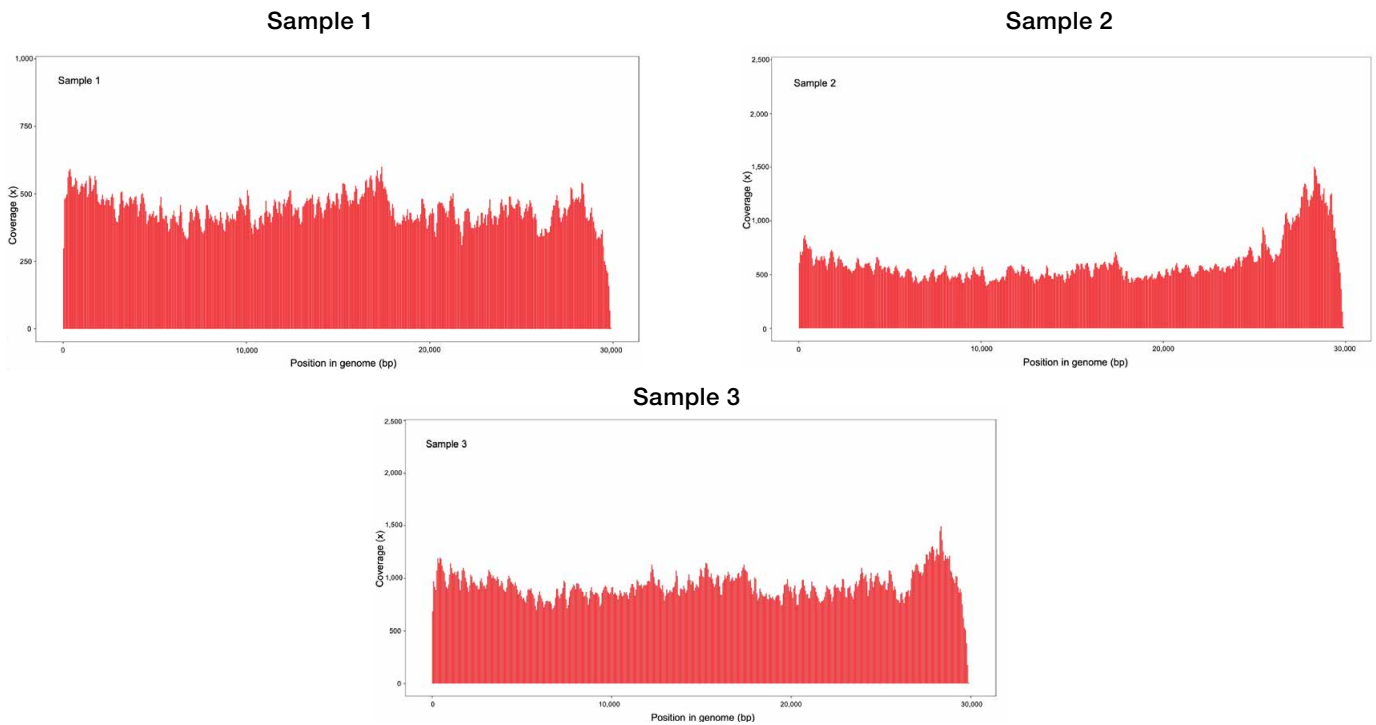 Sample 1
Sample 2
1,000
750
500
250
0
Coverage (x)
Sample 1
0
10,000
20,000
30,000
Position in genome (bp)
2,500
2,000
1,500
1,000
500
0
Coverage (x)
Sample 2
0
10,000
20,000
30,000
Position in genome (bp)
Sample 3
2,500
2,000
1,500
1,000
500
0
Coverage (x)
Sample 3
0
10,000
20,000
30,000
Position in genome (bp)